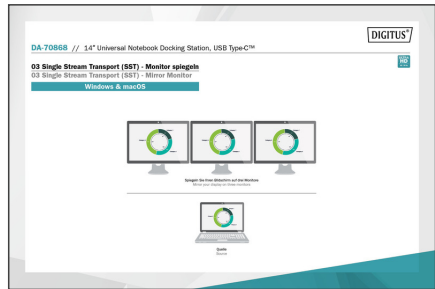 DIGITUS®
DA-70868 // 14" Universal Notebook Docking Station, USB Type-C™
HD
03 Single Stream Transport (SST) - Monitor spiegeln
03 Single Stream Transport (SST) - Mirror Monitor
Windows & macOS
Spiegeln Sie Ihren Bildschirm auf drei Monitore
Mirror your display on three monitors
Quelle
Source